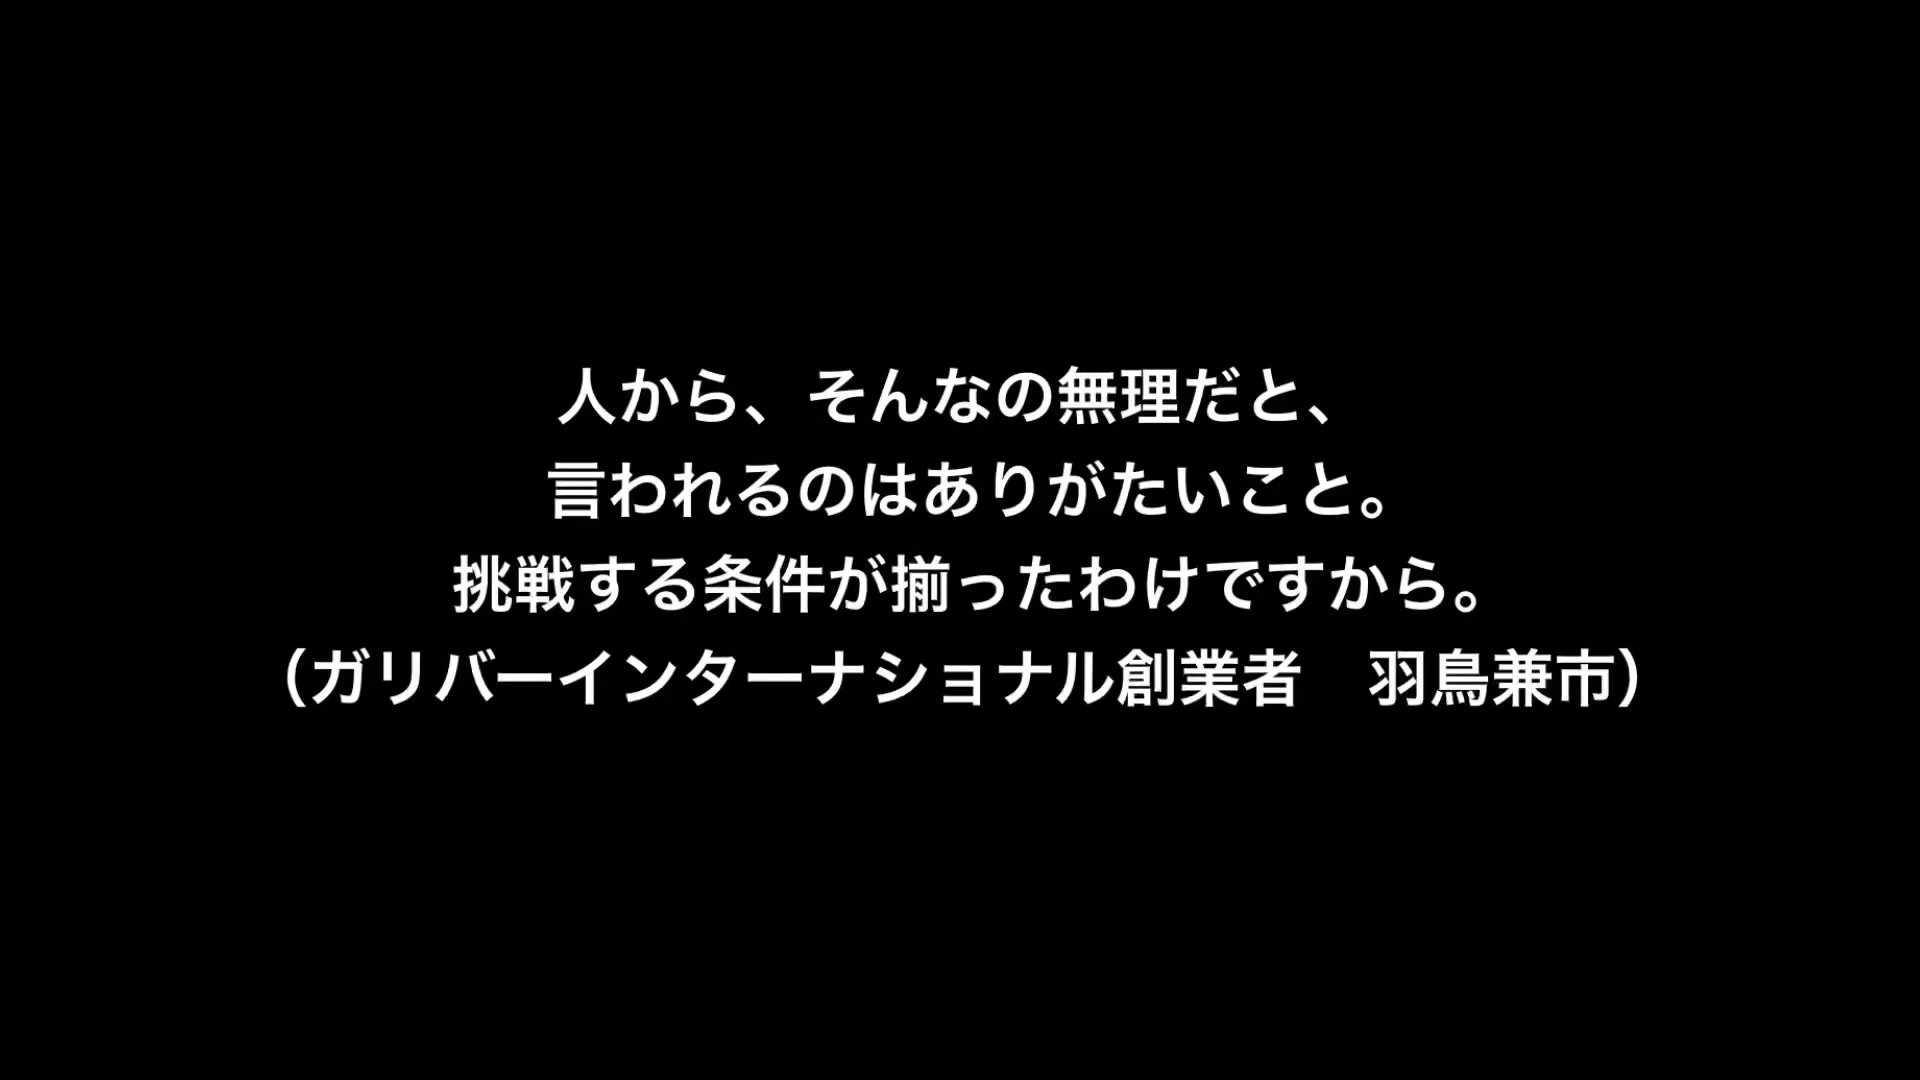 人から、そんなの無理だと、
言われるのはありがたいこと。
挑戦する条件が揃ったわけですから。
（ガリバーインターナショナル創業者　羽鳥兼市）